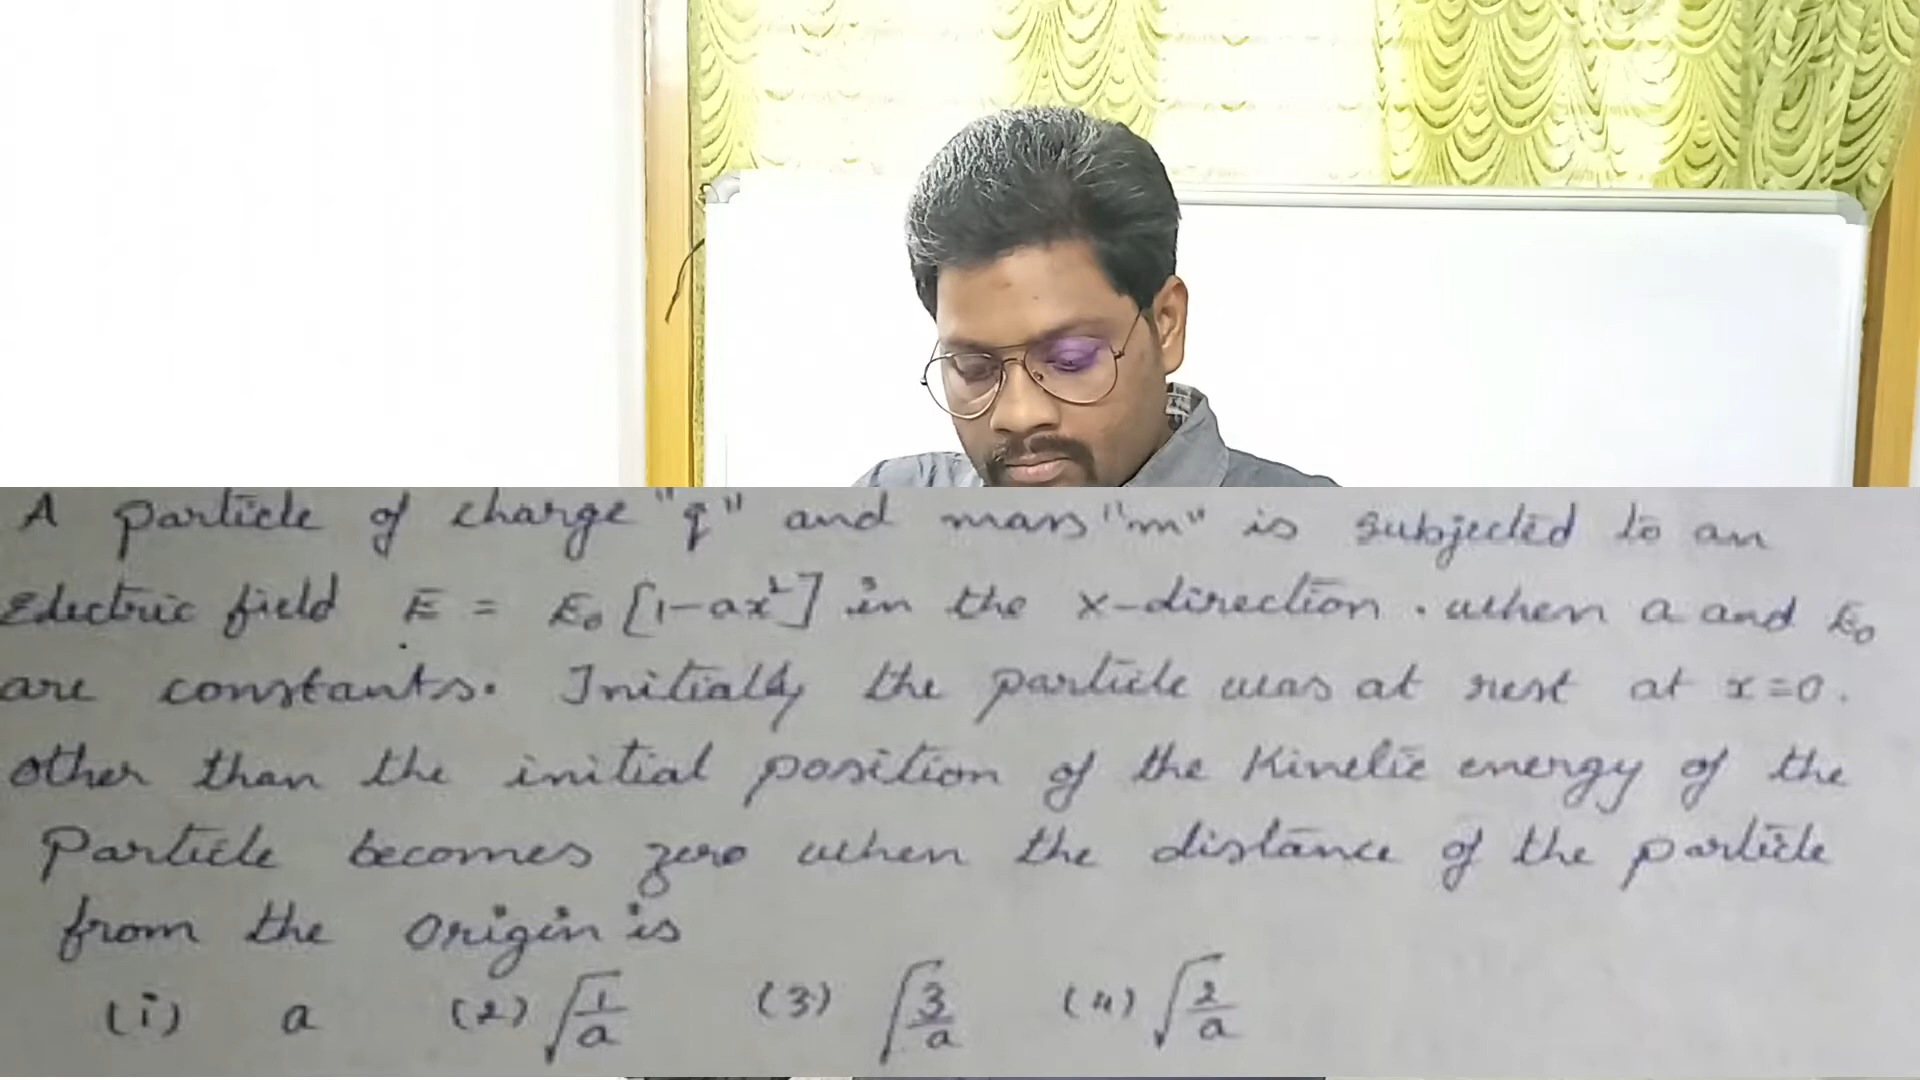 A particle of charge "q" and mass "m" is subjected to an
Electric field E = E₀ [1-ax²] in the x-direction. when a and E₀
are constants. Initially the particle was at rest at x=0.
other than the initial position of the Kinetic energy of the
Particle becomes zero when the distance of the particle
from the origin is
(i) a (2) √1/a (3) √3/a (4) √2/a